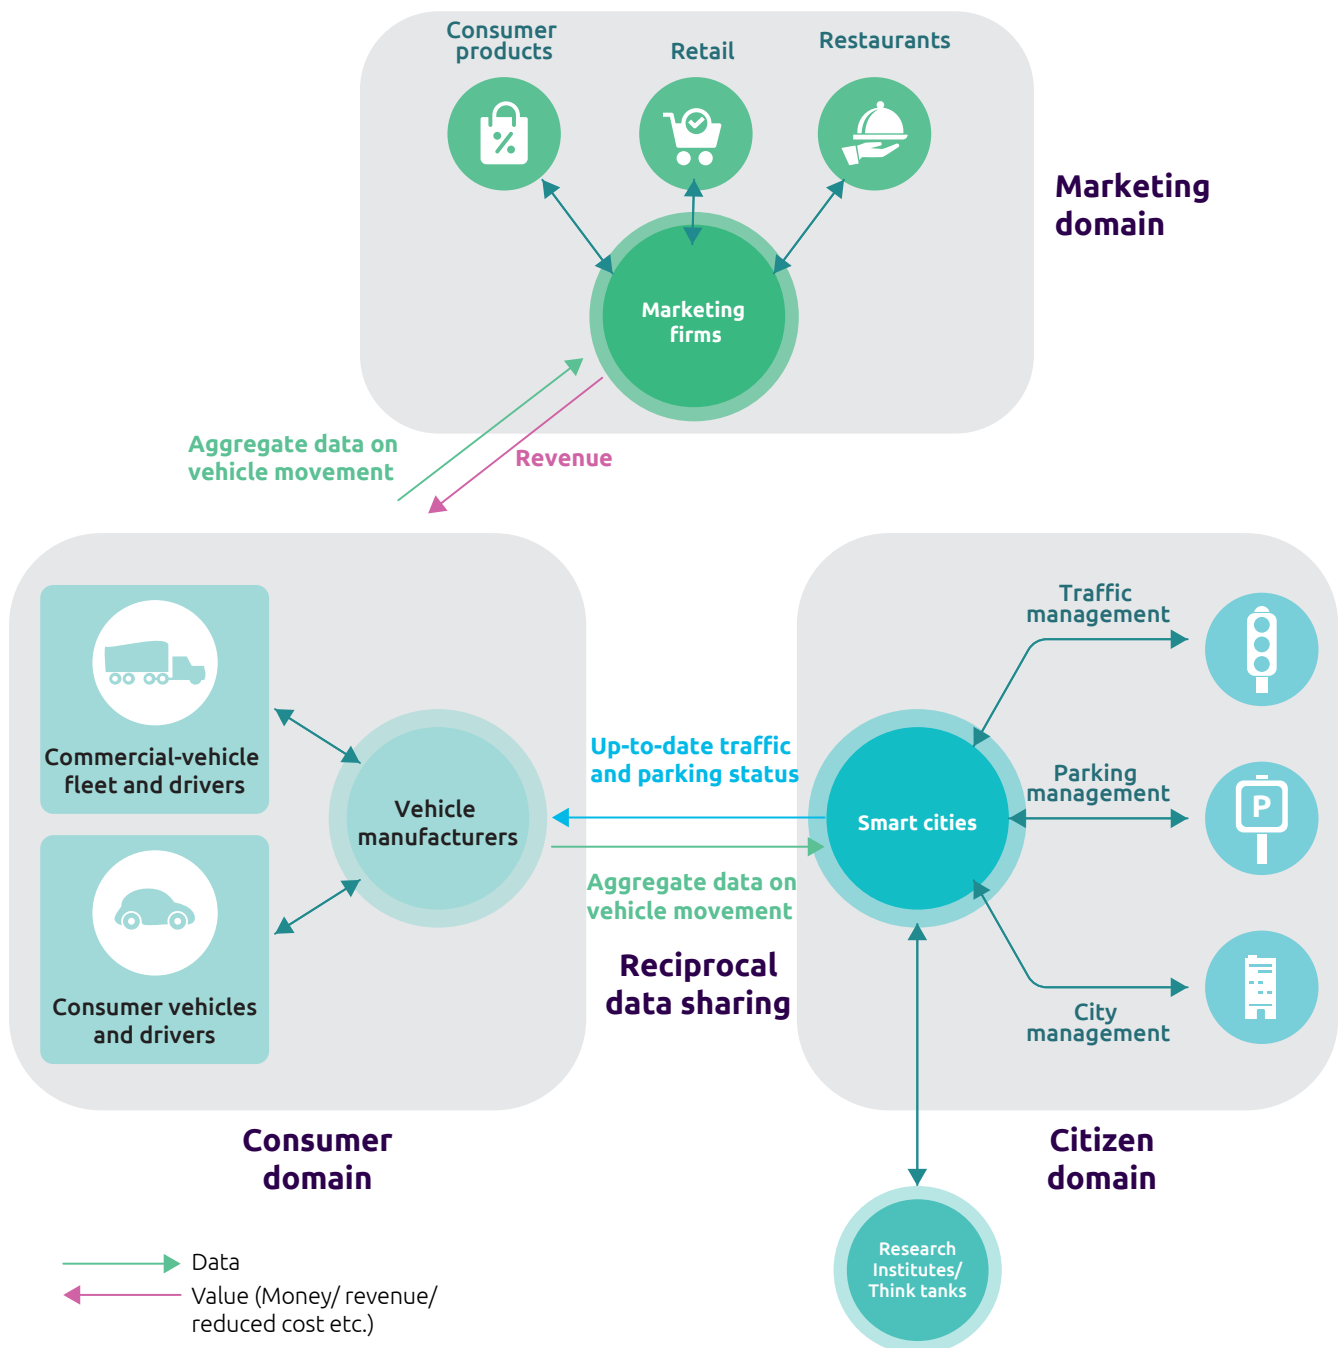 Consumer
products
Retail
Restaurants
Marketing
domain
Marketing
firms
Aggregate data on
vehicle movement
Revenue
Commercial-vehicle
fleet and drivers
Consumer vehicles
and drivers
Vehicle
manufacturers
Up-to-date traffic
and parking status
Aggregate data on
vehicle movement
Reciprocal
data sharing
Smart cities
Traffic
management
Parking
management
P
City
management
Consumer
domain
Citizen
domain
Research
Institutes/
Think tanks
Data
Value (Money/ revenue/
reduced cost etc.)